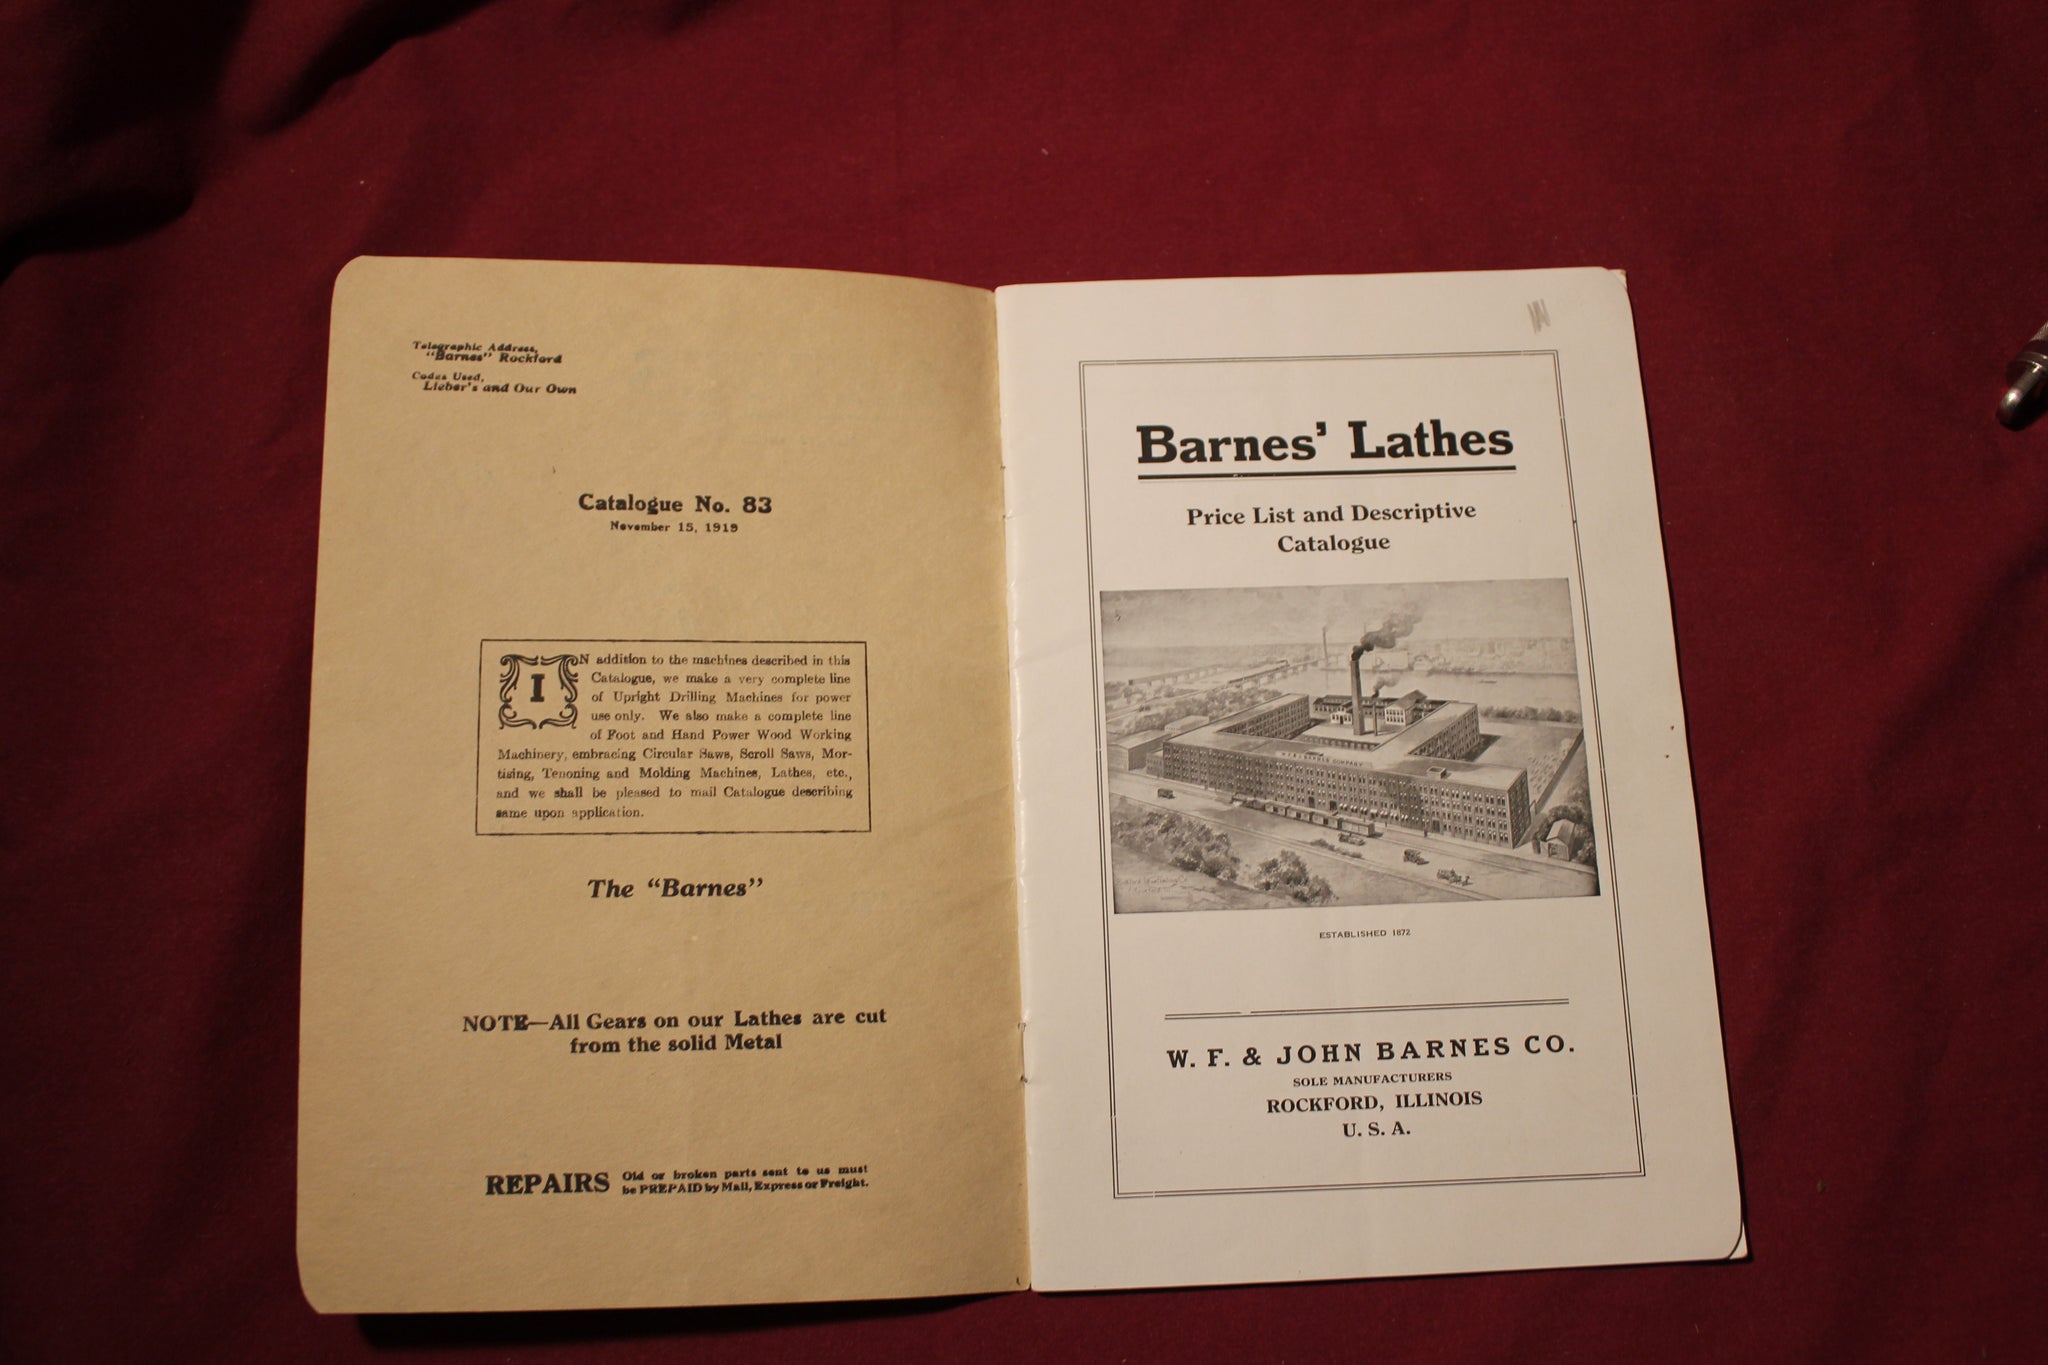 Telegraphic Address,
"Barnes" Rockford
Codes Used,
Lieber's and Our Own
Catalogue No. 83
November 15, 1919
IN addition to the machines described in this
Catalogue, we make a very complete line
of Upright Drilling Machines for power
use only. We also make a complete line
of Foot and Hand Power Wood Working
Machinery, embracing Circular Saws, Scroll Saws, Mor-
tising, Tenoning and Molding Machines, Lathes, etc.,
and we shall be pleased to mail Catalogue describing
same upon application.
The "Barnes"
NOTE—All Gears on our Lathes are cut
from the solid Metal
REPAIRS Old or broken parts sent to us must
be PREPAID by Mail, Express or Freight.
Barnes' Lathes
Price List and Descriptive
Catalogue
W. F. & J. BARNES COMPANY
ESTABLISHED 1872
W. F. & JOHN BARNES CO.
SOLE MANUFACTURERS
ROCKFORD, ILLINOIS
U. S. A.